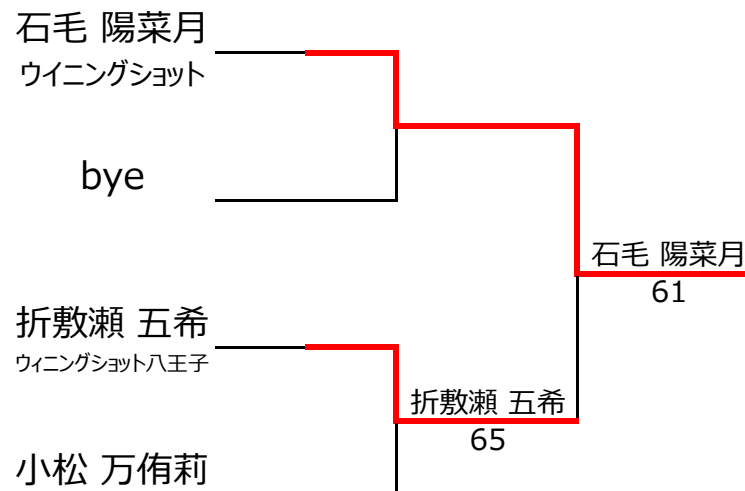 石毛 陽菜月
ウイニングショット
bye
石毛 陽菜月
61
折敷瀬 五希
ウィニングショット八王子
折敷瀬 五希
65
小松 万侑莉